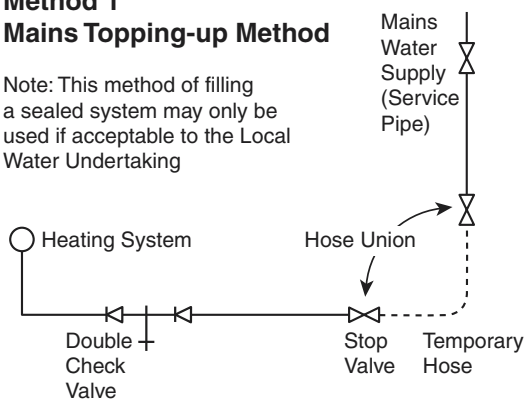 Method 1
Mains Topping-up Method
Note: This method of filling
a sealed system may only be
used if acceptable to the Local
Water Undertaking
Mains
Water
Supply
(Service
Pipe)
Heating System
Hose Union
Double
Check
Valve
Stop
Valve
Temporary
Hose